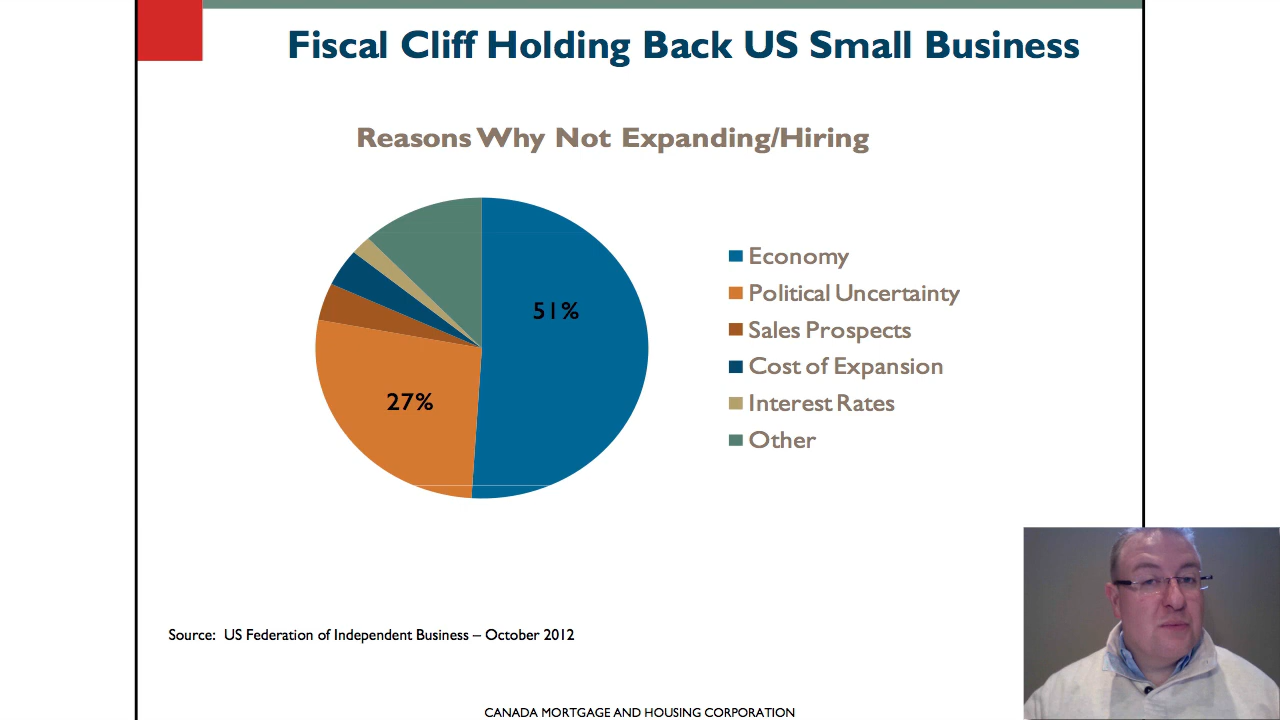 Fiscal Cliff Holding Back US Small Business
Reasons Why Not Expanding/Hiring
51%
27%
Economy
Political Uncertainty
Sales Prospects
Cost of Expansion
Interest Rates
Other
Source: US Federation of Independent Business – October 2012
CANADA MORTGAGE AND HOUSING CORPORATION